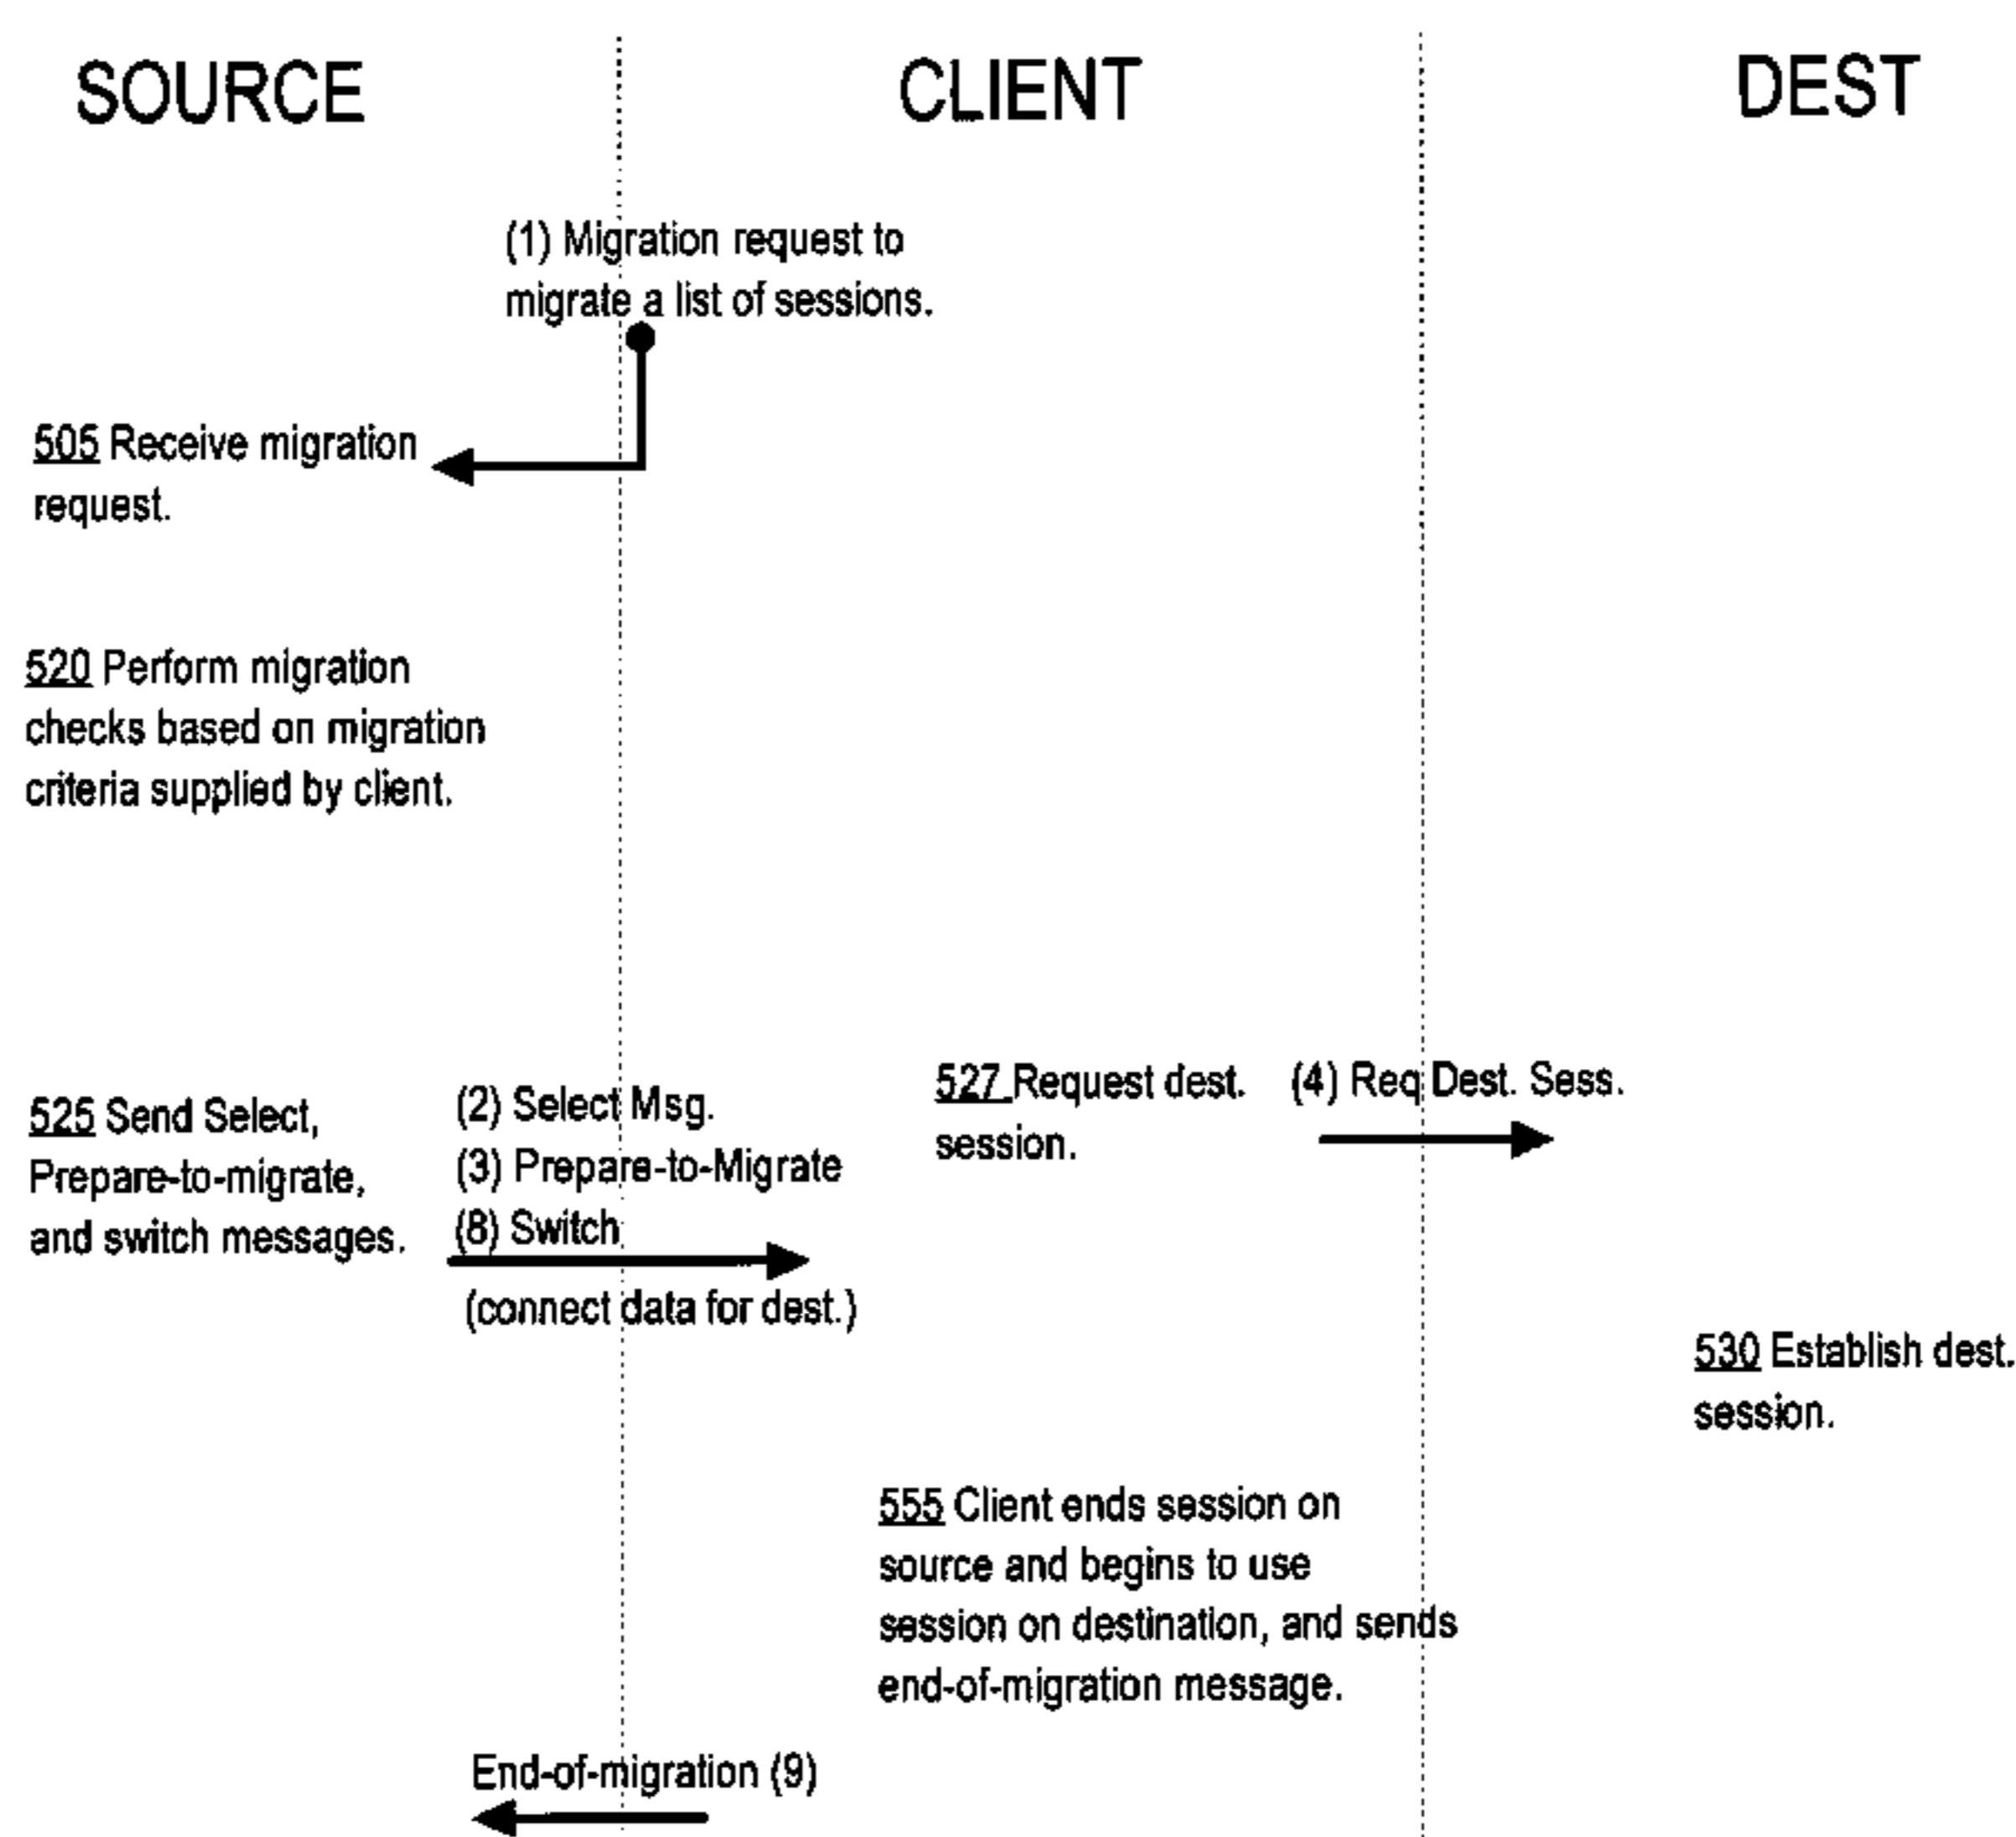 SOURCE
CLIENT
DEST
(1) Migration request to
migrate a list of sessions.
505 Receive migration
request.
520 Perform migration
checks based on migration
criteria supplied by client.
525 Send Select,
Prepare-to-migrate,
and switch messages.
(2) Select Msg.
(3) Prepare-to-Migrate
(8) Switch
(connect data for dest.)
527 Request dest.
session.
(4) Req Dest. Sess.
530 Establish dest.
session.
555 Client ends session on
source and begins to use
session on destination, and sends
end-of-migration message.
End-of-migration (9)